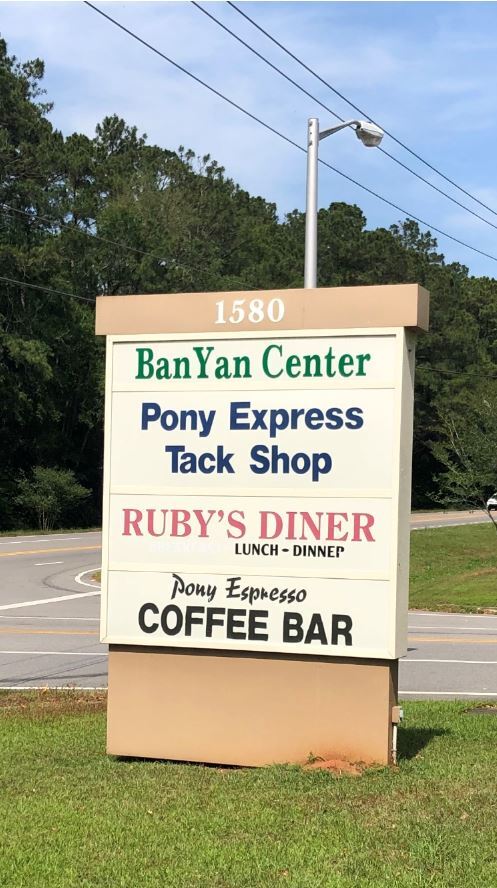 1580
BanYan Center
Pony Express
Tack Shop
RUBY'S DINER
LUNCH - DINNEP
Pony Espresso
COFFEE BAR